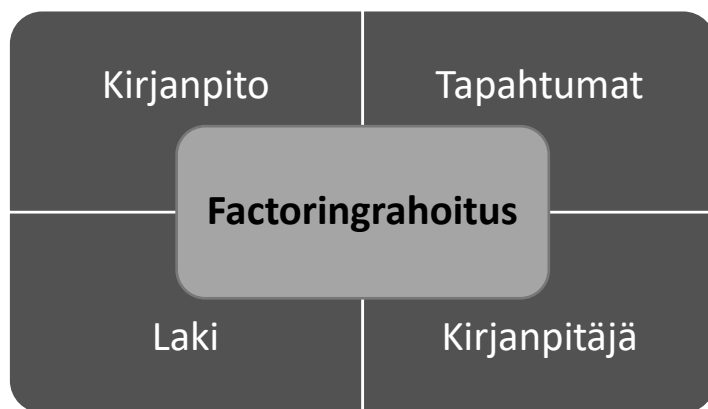 Kirjanpito
Tapahtumat
Factoringrahoitus
Laki
Kirjanpitäjä